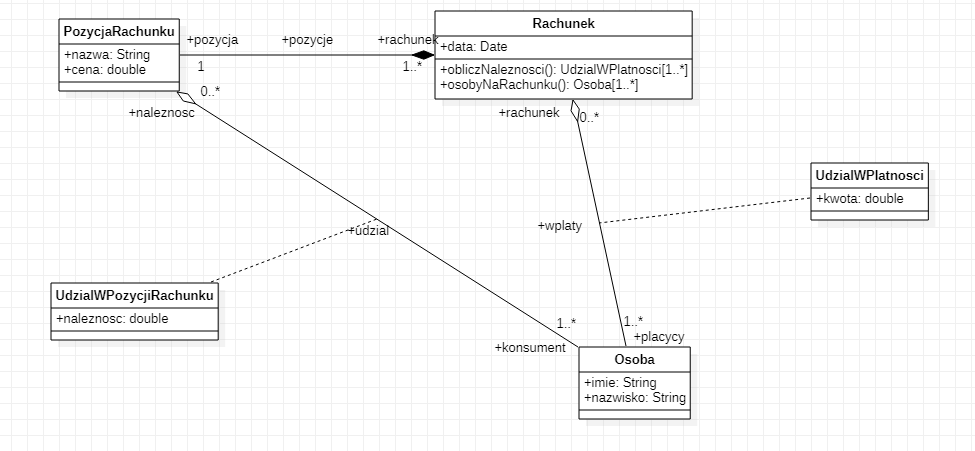 PozycjaRachunku
+nazwa: String
+cena: double
+pozycja
+pozycje
+rachunek
1
1..*
Rachunek
+data: Date
+obliczNaleznosci(): UdzialWPlatnosci[1..*]
+osobyNaRachunku(): Osoba[1..*]
0..*
+naleznosc
+rachunek
0..*
UdzialWPlatnosci
+kwota: double
+wplaty
+udzial
UdzialWPozycjiRachunku
+naleznosc: double
1..*
1..*
+konsument
+placycy
Osoba
+imie: String
+nazwisko: String